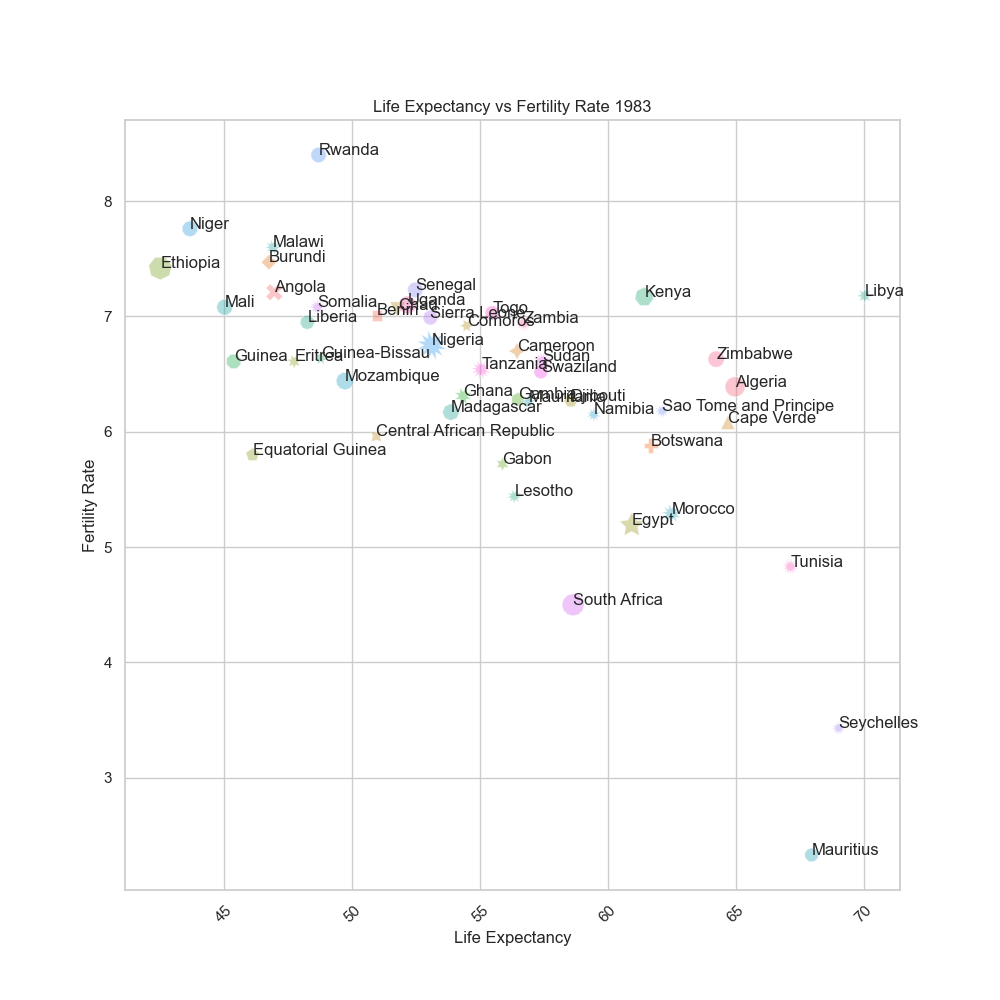 Life Expectancy vs Fertility Rate 1983
Rwanda
8
Niger
Malawi
Burundi
Ethiopia
Angola
Senegal
Libya
Kenya
Mali
Somalia
Uganda
Chad
Benin
Togo
7
Liberia
Sierra Leone
Comoros
Zambia
Nigeria
Cameroon
Guinea
Eritrea
Guinea-Bissau
Sudan
Zimbabwe
Tanzania
Swaziland
Mozambique
Algeria
Ghana
Gambia
Mauritania
Djibouti
Madagascar
Namibia
Sao Tome and Principe
Cape Verde
6
Central African Republic
Equatorial Guinea
Botswana
Gabon
Lesotho
Morocco
Egypt
5
Tunisia
South Africa
4
Seychelles
3
Mauritius
Fertility Rate
45
50
55
60
65
70
Life Expectancy